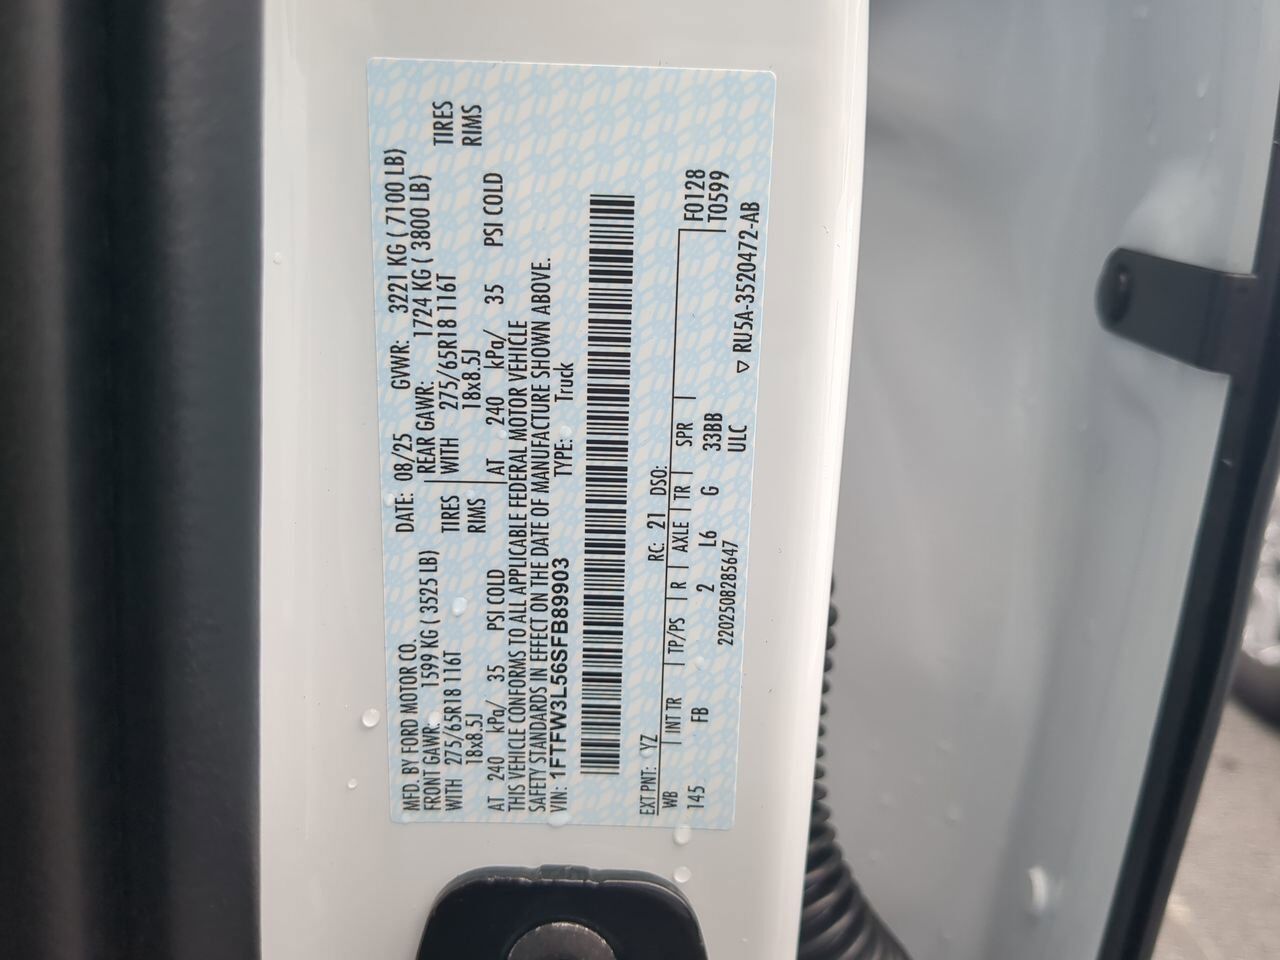 MFD. BY FORD MOTOR CO.
DATE: 08/25 GVWR: 3221 KG ( 7100 LB)
FRONT GAWR: 1599 KG ( 3525 LB)
REAR GAWR: 1724 KG ( 3800 LB)
WITH 275/65R18 116T TIRES
WITH 275/65R18 116T TIRES
18x8.5J RIMS
18x8.5J RIMS
AT 240 kPa/ 35 PSI COLD
AT 240 kPa/ 35 PSI COLD
THIS VEHICLE CONFORMS TO ALL APPLICABLE FEDERAL MOTOR VEHICLE
SAFETY STANDARDS IN EFFECT ON THE DATE OF MANUFACTURE SHOWN ABOVE.
VIN: 1FTFW3L56SFB89903 TYPE: Truck
EXT PNT: YZ RC: 21 DSO:
WB INT TR TP/PS R AXLE TR SPR
145 FB 2 L6 G 33BB
F0128
T0599
2202508285647 ULC
▽ RU5A-3520472-AB